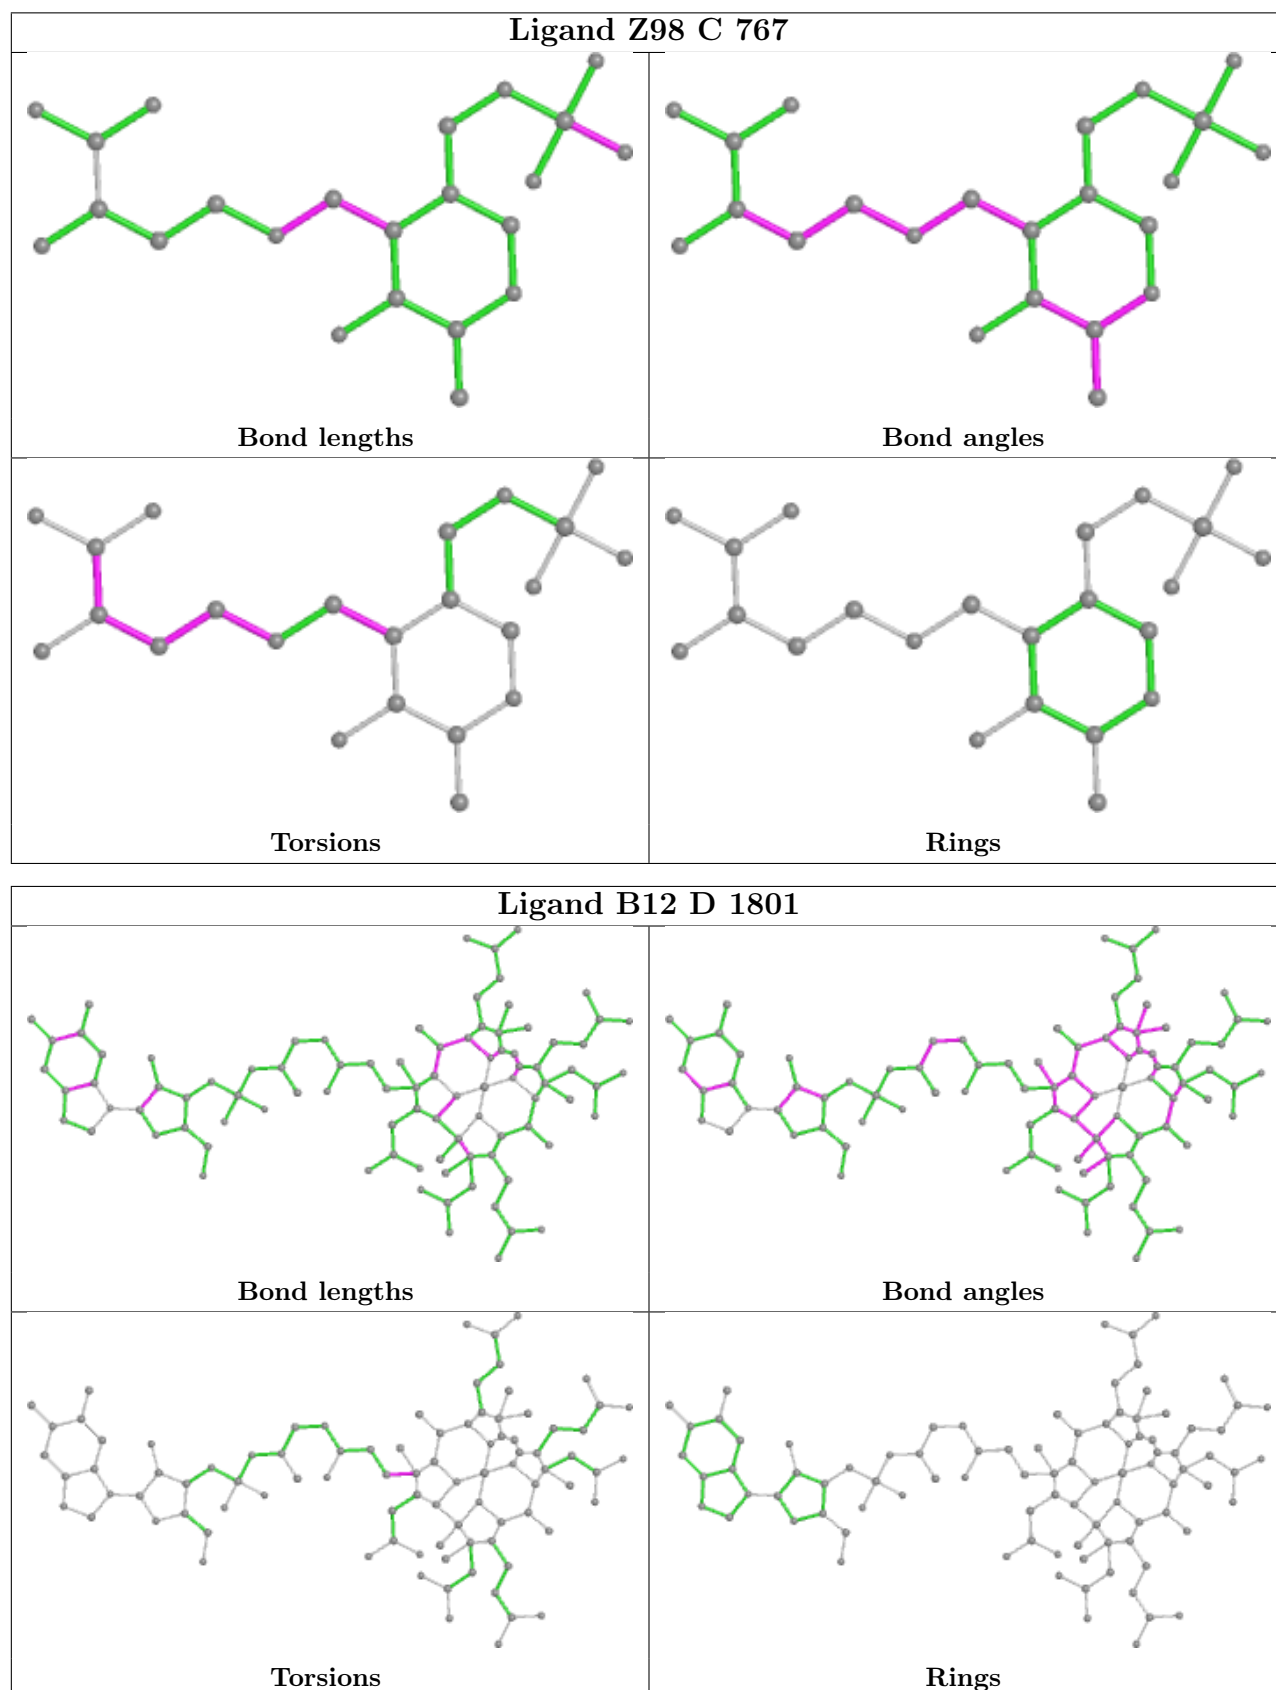 Ligand Z98 C 767
Bond lengths
Bond angles
Torsions
Rings
Ligand B12 D 1801
Bond lengths
Bond angles
Torsions
Rings